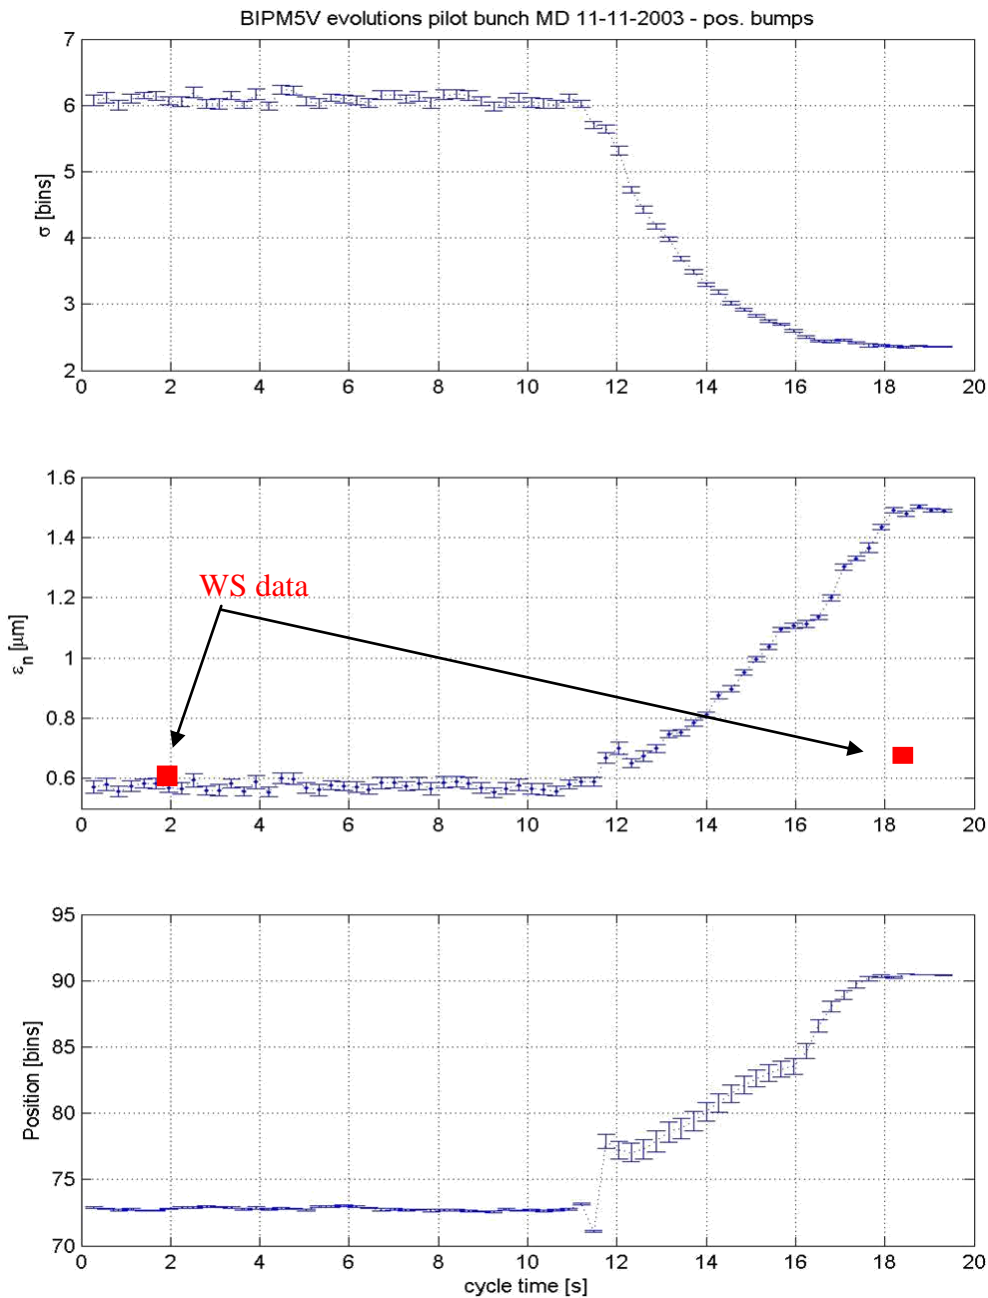 BIPM5V evolutions pilot bunch MD 11-11-2003 - pos. bumps
7
6
5
4
3
2
σ [bins]
0 2 4 6 8 10 12 14 16 18 20
1.6
1.4
1.2
1
0.8
0.6
εn [μm]
WS data
0 2 4 6 8 10 12 14 16 18 20
95
90
85
80
75
70
Position [bins]
0 2 4 6 8 10 12 14 16 18 20
cycle time [s]